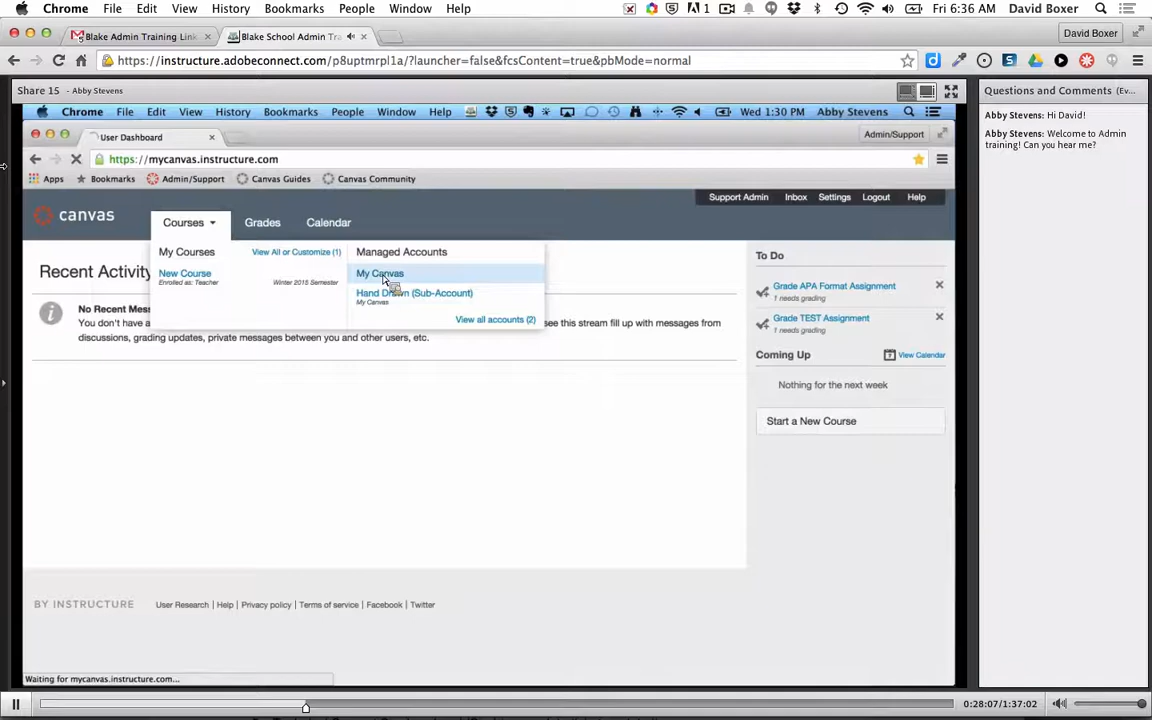 Chrome File Edit View History Bookmarks People Window Help 1 Fri 6:36 AM David Boxer
Blake Admin Training Link × Blake School Admin Tra × David Boxer
https://instructure.adobeconnect.com/p8uptmrpl1a/?launcher=false&fcsContent=true&pbMode=normal
Share 15 - Abby Stevens
Questions and Comments (Ev...
Chrome File Edit View History Bookmarks People Window Help Wed 1:30 PM Abby Stevens
Abby Stevens: Hi David!
Abby Stevens: Welcome to Admin
training! Can you hear me?
User Dashboard × Admin/Support
https://mycanvas.instructure.com
Apps Bookmarks Admin/Support Canvas Guides Canvas Community
Support Admin Inbox Settings Logout Help
canvas Courses Grades Calendar
My Courses View All or Customize (1) Managed Accounts
To Do
Recent Activity
New Course
Enrolled as: Teacher Winter 2015 Semester
My Canvas
Hand Drawn (Sub-Account)
My Canvas
View all accounts (2)
Grade APA Format Assignment
1 needs grading
Grade TEST Assignment
1 needs grading
No Recent Mess
You don't have a see this stream fill up with messages from
discussions, grading updates, private messages between you and other users, etc.
Coming Up 7 View Calendar
Nothing for the next week
Start a New Course
BY INSTRUCTURE User Research | Help | Privacy policy | Terms of service | Facebook | Twitter
Waiting for mycanvas.instructure.com...
0:28:07/1:37:02